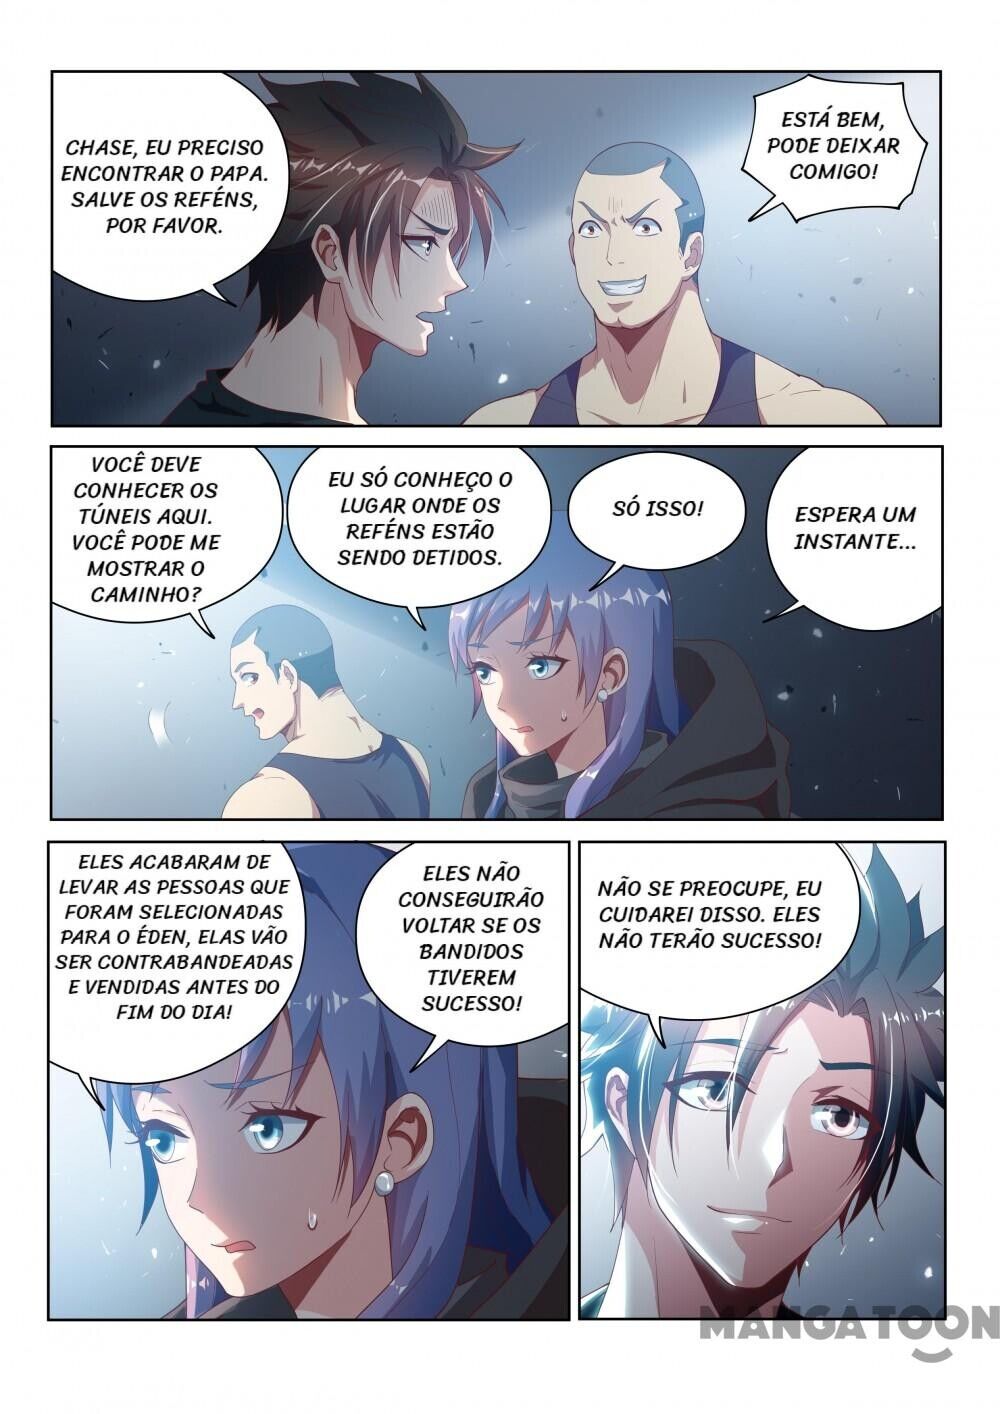 CHASE, EU PRECISO
ENCONTRAR O PAPA.
SALVE OS REFÉNS,
POR FAVOR.
ESTÁ BEM,
PODE DEIXAR
COMIGO!
VOCÊ DEVE
CONHECER OS
TÚNEIS AQUI.
VOCÊ PODE ME
MOSTRAR O
CAMINHO?
EU SÓ CONHEÇO O
LUGAR ONDE OS
REFÉNS ESTÃO
SENDO DETIDOS.
SÓ ISSO!
ESPERA UM
INSTANTE...
ELES ACABARAM DE
LEVAR AS PESSOAS QUE
FORAM SELECIONADAS
PARA O ÉDEN, ELAS VÃO
SER CONTRABANDEADAS
E VENDIDAS ANTES DO
FIM DO DIA!
ELES NÃO
CONSEGUIRÃO
VOLTAR SE OS
BANDIDOS
TIVEREM
SUCESSO!
NÃO SE PREOCUPE, EU
CUIDAREI DISSO. ELES
NÃO TERÃO SUCESSO!
MANGATOON